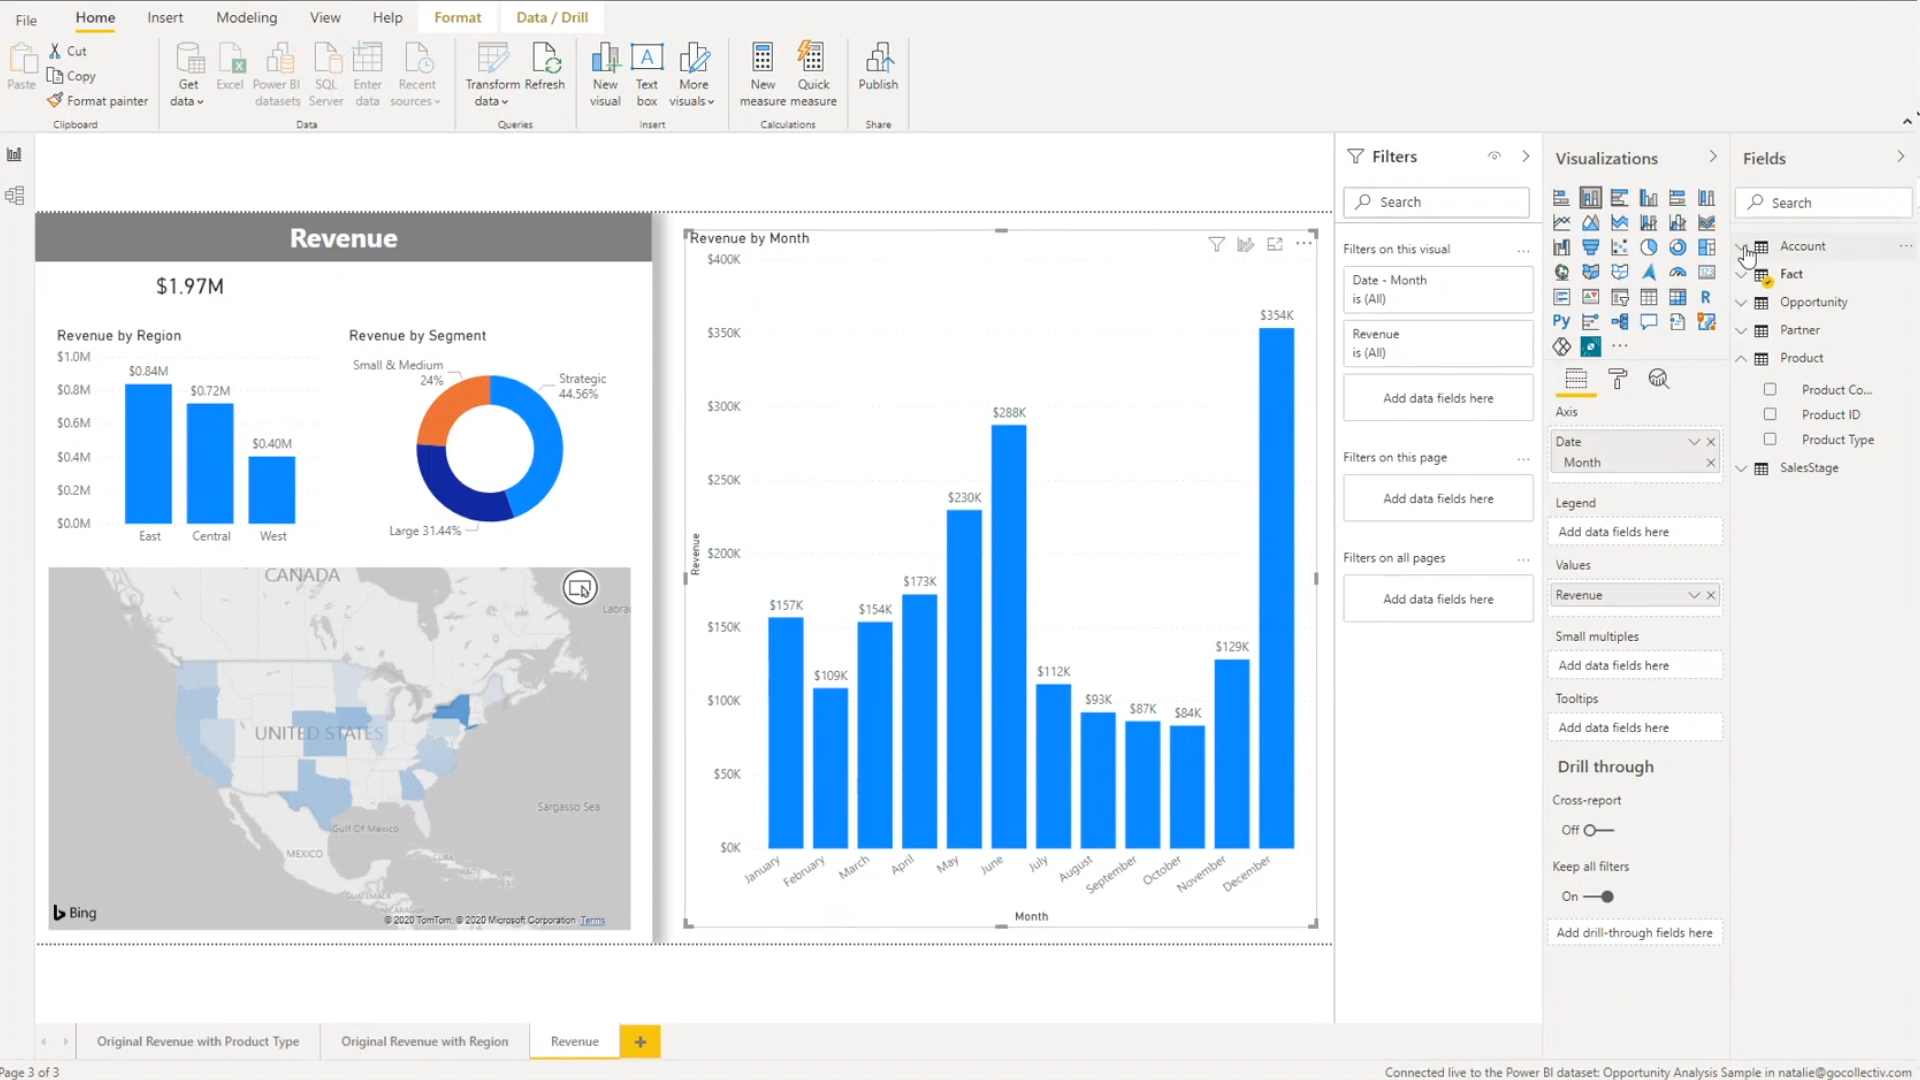 File
Home
Insert
Modeling
View
Help
Format
Data / Drill
Paste
Cut
Copy
Format painter
Clipboard
Get
data
Excel
Power BI
datasets
SQL
Server
Enter
data
Recent
sources
Data
Transform
data
Refresh
Queries
New
visual
A
Text
box
More
visuals
Insert
New
measure
Quick
measure
Calculations
Publish
Share
Revenue
$1.97M
Revenue by Region
$1.0M
$0.8M
$0.6M
$0.4M
$0.2M
$0.0M
$0.84M
$0.72M
$0.40M
East
Central
West
Revenue by Segment
Small & Medium
24%
Strategic
44.56%
Large 31.44%
CANADA
Labra
UNITED STATES
Sargasso Sea
Gulf Of Mexico
MEXICO
CUBA
GUATEMALA
NICARAGUA
Bing
© 2020 TomTom, © 2020 Microsoft Corporation Terms
Revenue by Month
$400K
$350K
$300K
$250K
$200K
$150K
$100K
$50K
$0K
Revenue
$157K
$109K
$154K
$173K
$230K
$288K
$112K
$93K
$87K
$84K
$129K
$354K
January
February
March
April
May
June
July
August
September
October
November
December
Month
Filters
Search
Filters on this visual
Date - Month
is (All)
Revenue
is (All)
Add data fields here
Filters on this page
Add data fields here
Filters on all pages
Add data fields here
Visualizations
R
Py
Axis
Date
Month
Legend
Add data fields here
Values
Revenue
Small multiples
Add data fields here
Tooltips
Add data fields here
Drill through
Cross-report
Off
Keep all filters
On
Add drill-through fields here
Fields
Search
Account
Fact
Opportunity
Partner
Product
Product Co...
Product ID
Product Type
SalesStage
Original Revenue with Product Type
Original Revenue with Region
Revenue
Page 3 of 3
Connected live to the Power BI dataset: Opportunity Analysis Sample in natalie@gocollectiv.com